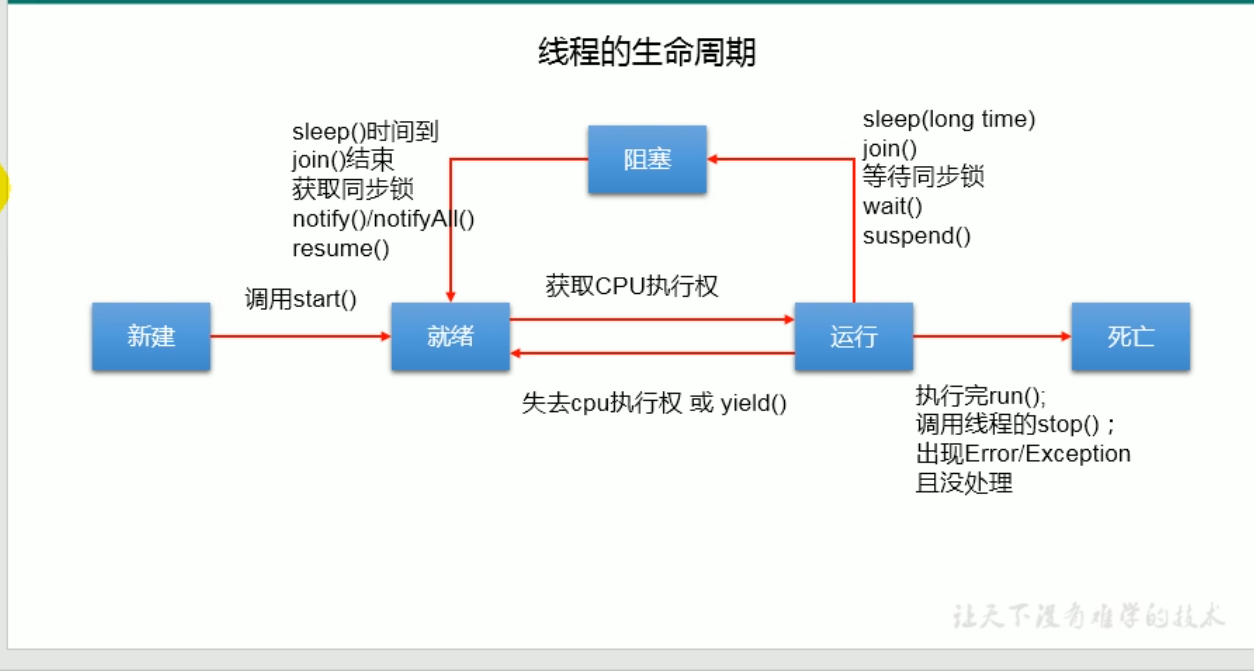 线程的生命周期
sleep()时间到
join()结束
获取同步锁
notify()/notifyAll()
resume()
阻塞
sleep(long time)
join()
等待同步锁
wait()
suspend()
调用start()
获取CPU执行权
新建
就绪
运行
死亡
失去cpu执行权 或 yield()
执行完run();
调用线程的stop()；
出现Error/Exception
且没处理
让天下没有难学的技术